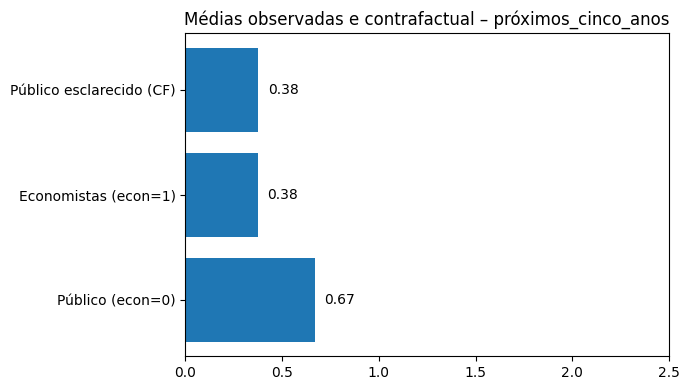 Médias observadas e contrafactual – próximos_cinco_anos
Público esclarecido (CF)
0.38
Economistas (econ=1)
0.38
Público (econ=0)
0.67
0.0
0.5
1.0
1.5
2.0
2.5